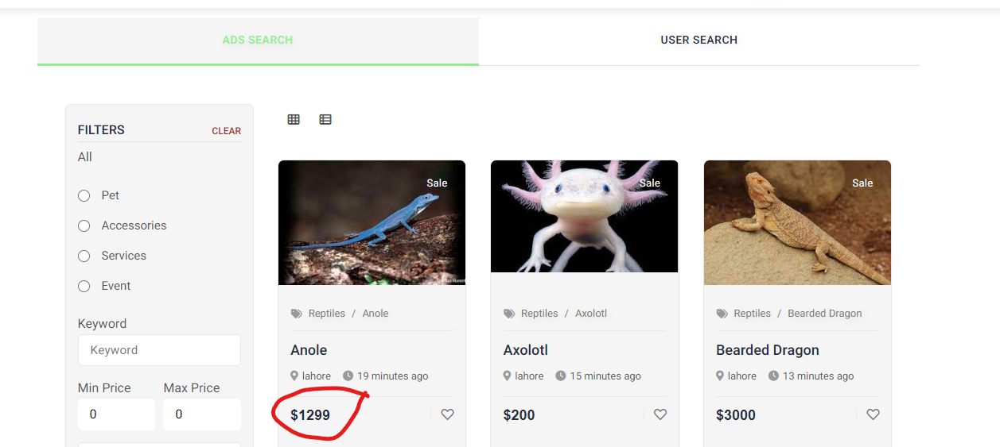 ADS SEARCH
USER SEARCH
FILTERS
CLEAR
All
Pet
Accessories
Services
Event
Keyword
Keyword
Min Price
Max Price
0
0
Sale
Reptiles / Anole
Anole
lahore 19 minutes ago
$1299
Sale
Reptiles / Axolotl
Axolotl
lahore 15 minutes ago
$200
Sale
Reptiles / Bearded Dragon
Bearded Dragon
lahore 13 minutes ago
$3000